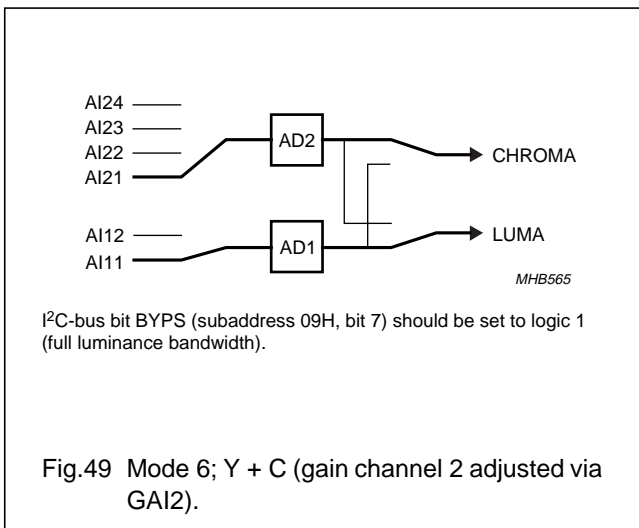 AI24
AI23
AI22
AI21
AD2
CHROMA
AI12
AI11
AD1
LUMA
MHB565
I2C-bus bit BYPS (subaddress 09H, bit 7) should be set to logic 1
(full luminance bandwidth).
Fig.49 Mode 6; Y + C (gain channel 2 adjusted via
GAI2).